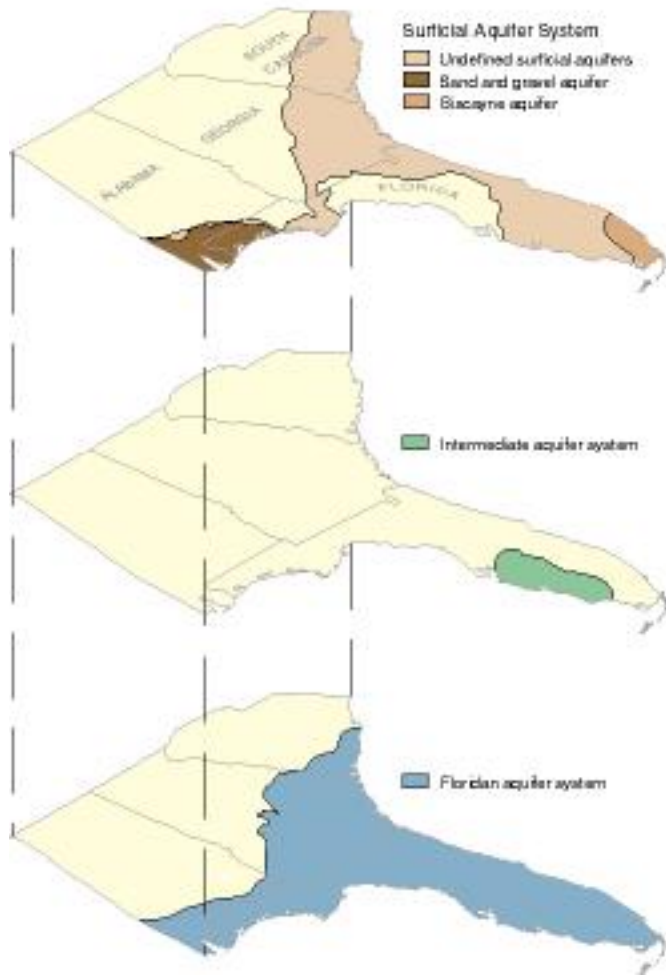 Surficial Aquifer System
Undefined surficial aquifers
Sand and gravel aquifer
Biscayne aquifer
SOUTH
CAROLINA
GEORGIA
ALABAMA
FLORIDA
Intermediate aquifer system
Floridan aquifer system